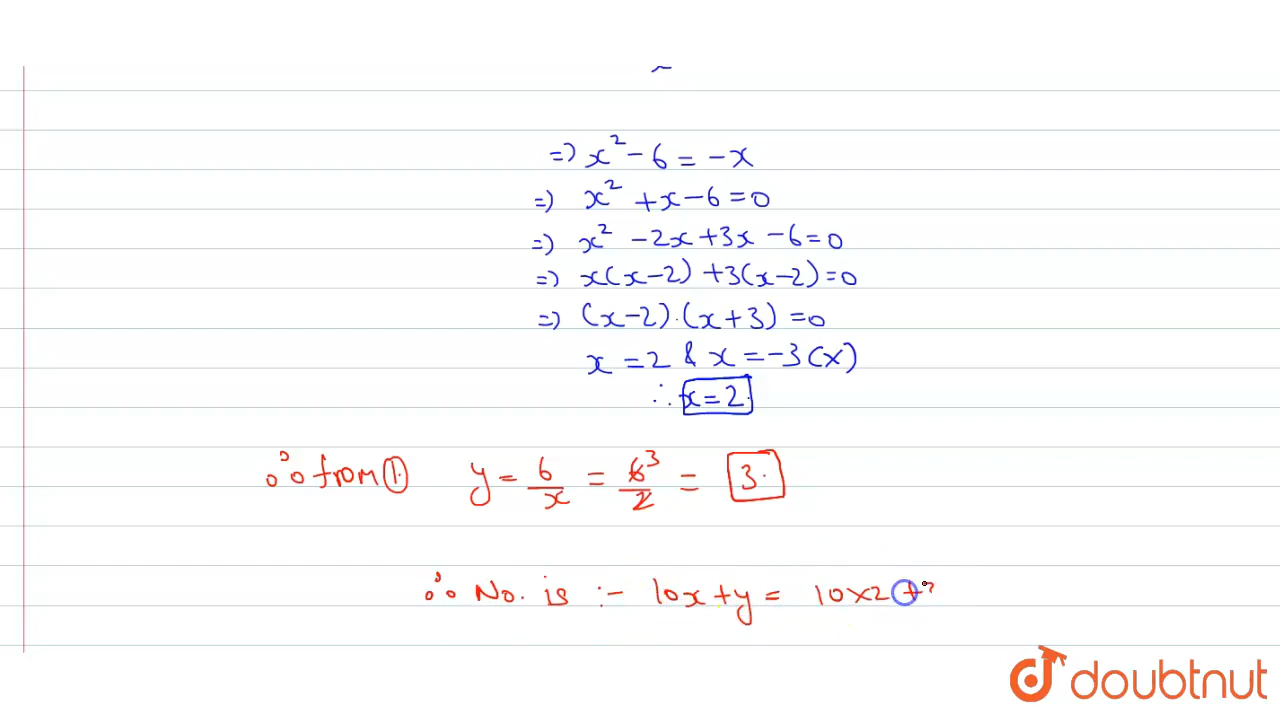 =) x² - 6 = -x
=) x² + x - 6 = 0
=) x² - 2x + 3x - 6 = 0
=) x(x-2) + 3(x-2) = 0
=) (x-2).(x+3) = 0
x = 2 & x = -3 (x)
∴ x = 2.
∴ from ① y = 6/x = 6³/2 = 3.
∴ No. is :- 10x + y = 10×2 +
doubtnut